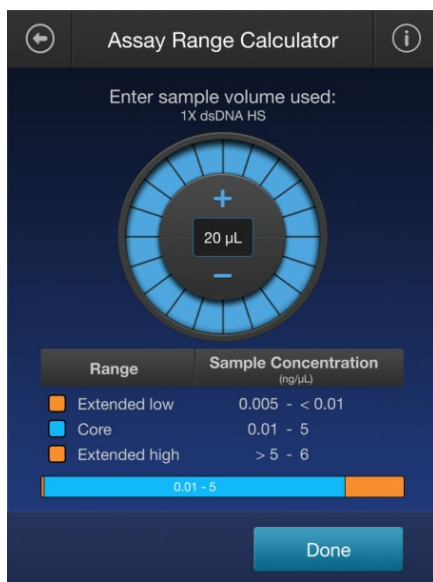 Assay Range Calculator
Enter sample volume used:
1X dsDNA HS
+
20 µL
−
Range Sample Concentration
(ng/µL)
Extended low 0.005 - < 0.01
Core 0.01 - 5
Extended high > 5 - 6
0.01 - 5
Done